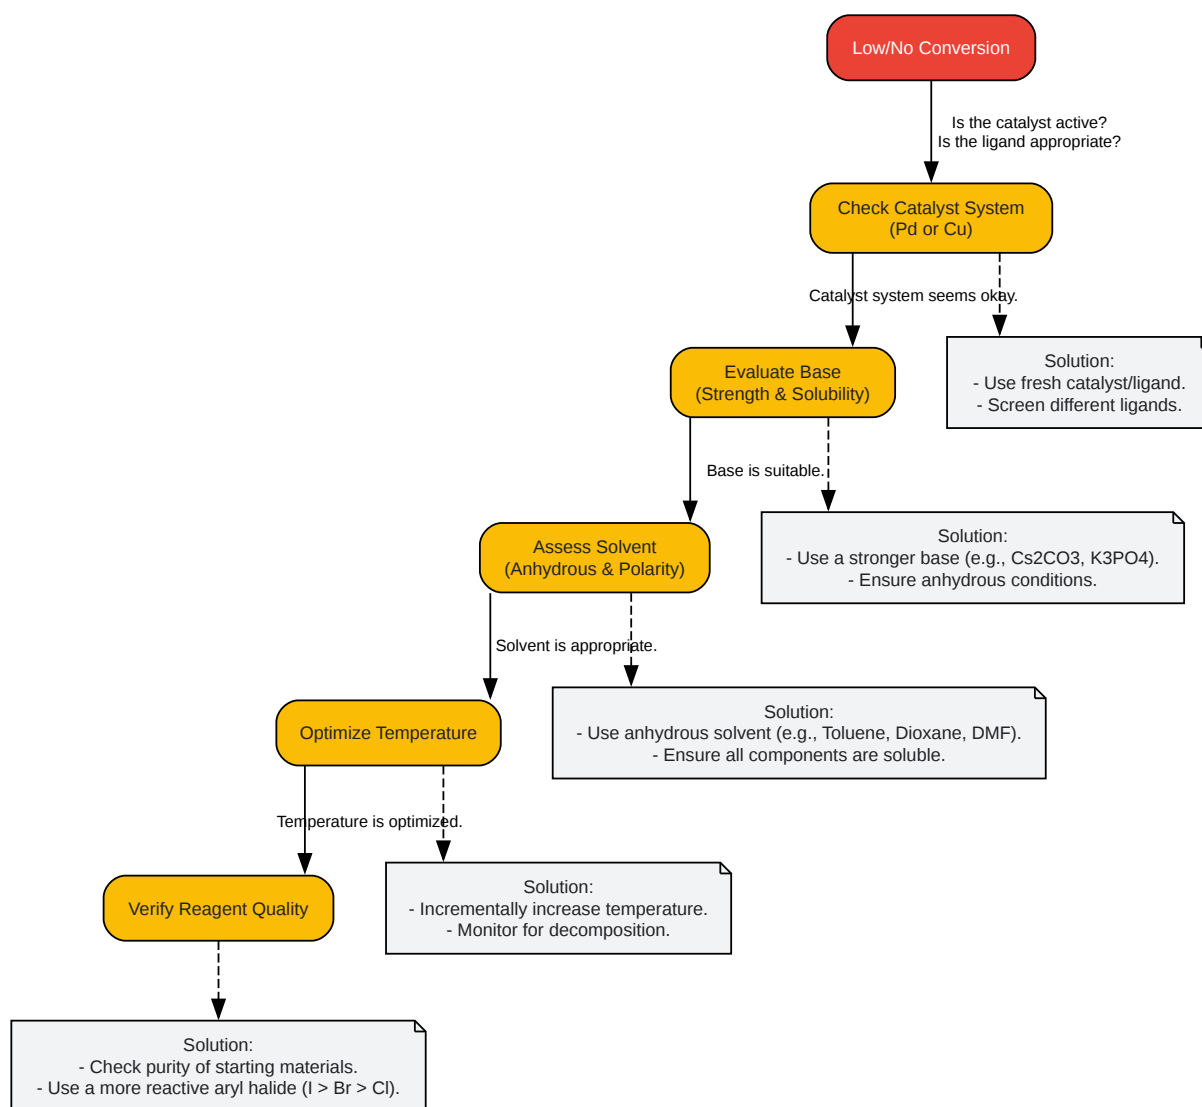 Low/No Conversion
Is the catalyst active?
Is the ligand appropriate?
Check Catalyst System
(Pd or Cu)
Catalyst system seems okay.
Evaluate Base
(Strength & Solubility)
Solution:
- Use fresh catalyst/ligand.
- Screen different ligands.
Base is suitable.
Assess Solvent
(Anhydrous & Polarity)
Solution:
- Use a stronger base (e.g., Cs2CO3, K3PO4).
- Ensure anhydrous conditions.
Solvent is appropriate.
Optimize Temperature
Solution:
- Use anhydrous solvent (e.g., Toluene, Dioxane, DMF).
- Ensure all components are soluble.
Temperature is optimized.
Verify Reagent Quality
Solution:
- Incrementally increase temperature.
- Monitor for decomposition.
Solution:
- Check purity of starting materials.
- Use a more reactive aryl halide (I > Br > Cl).